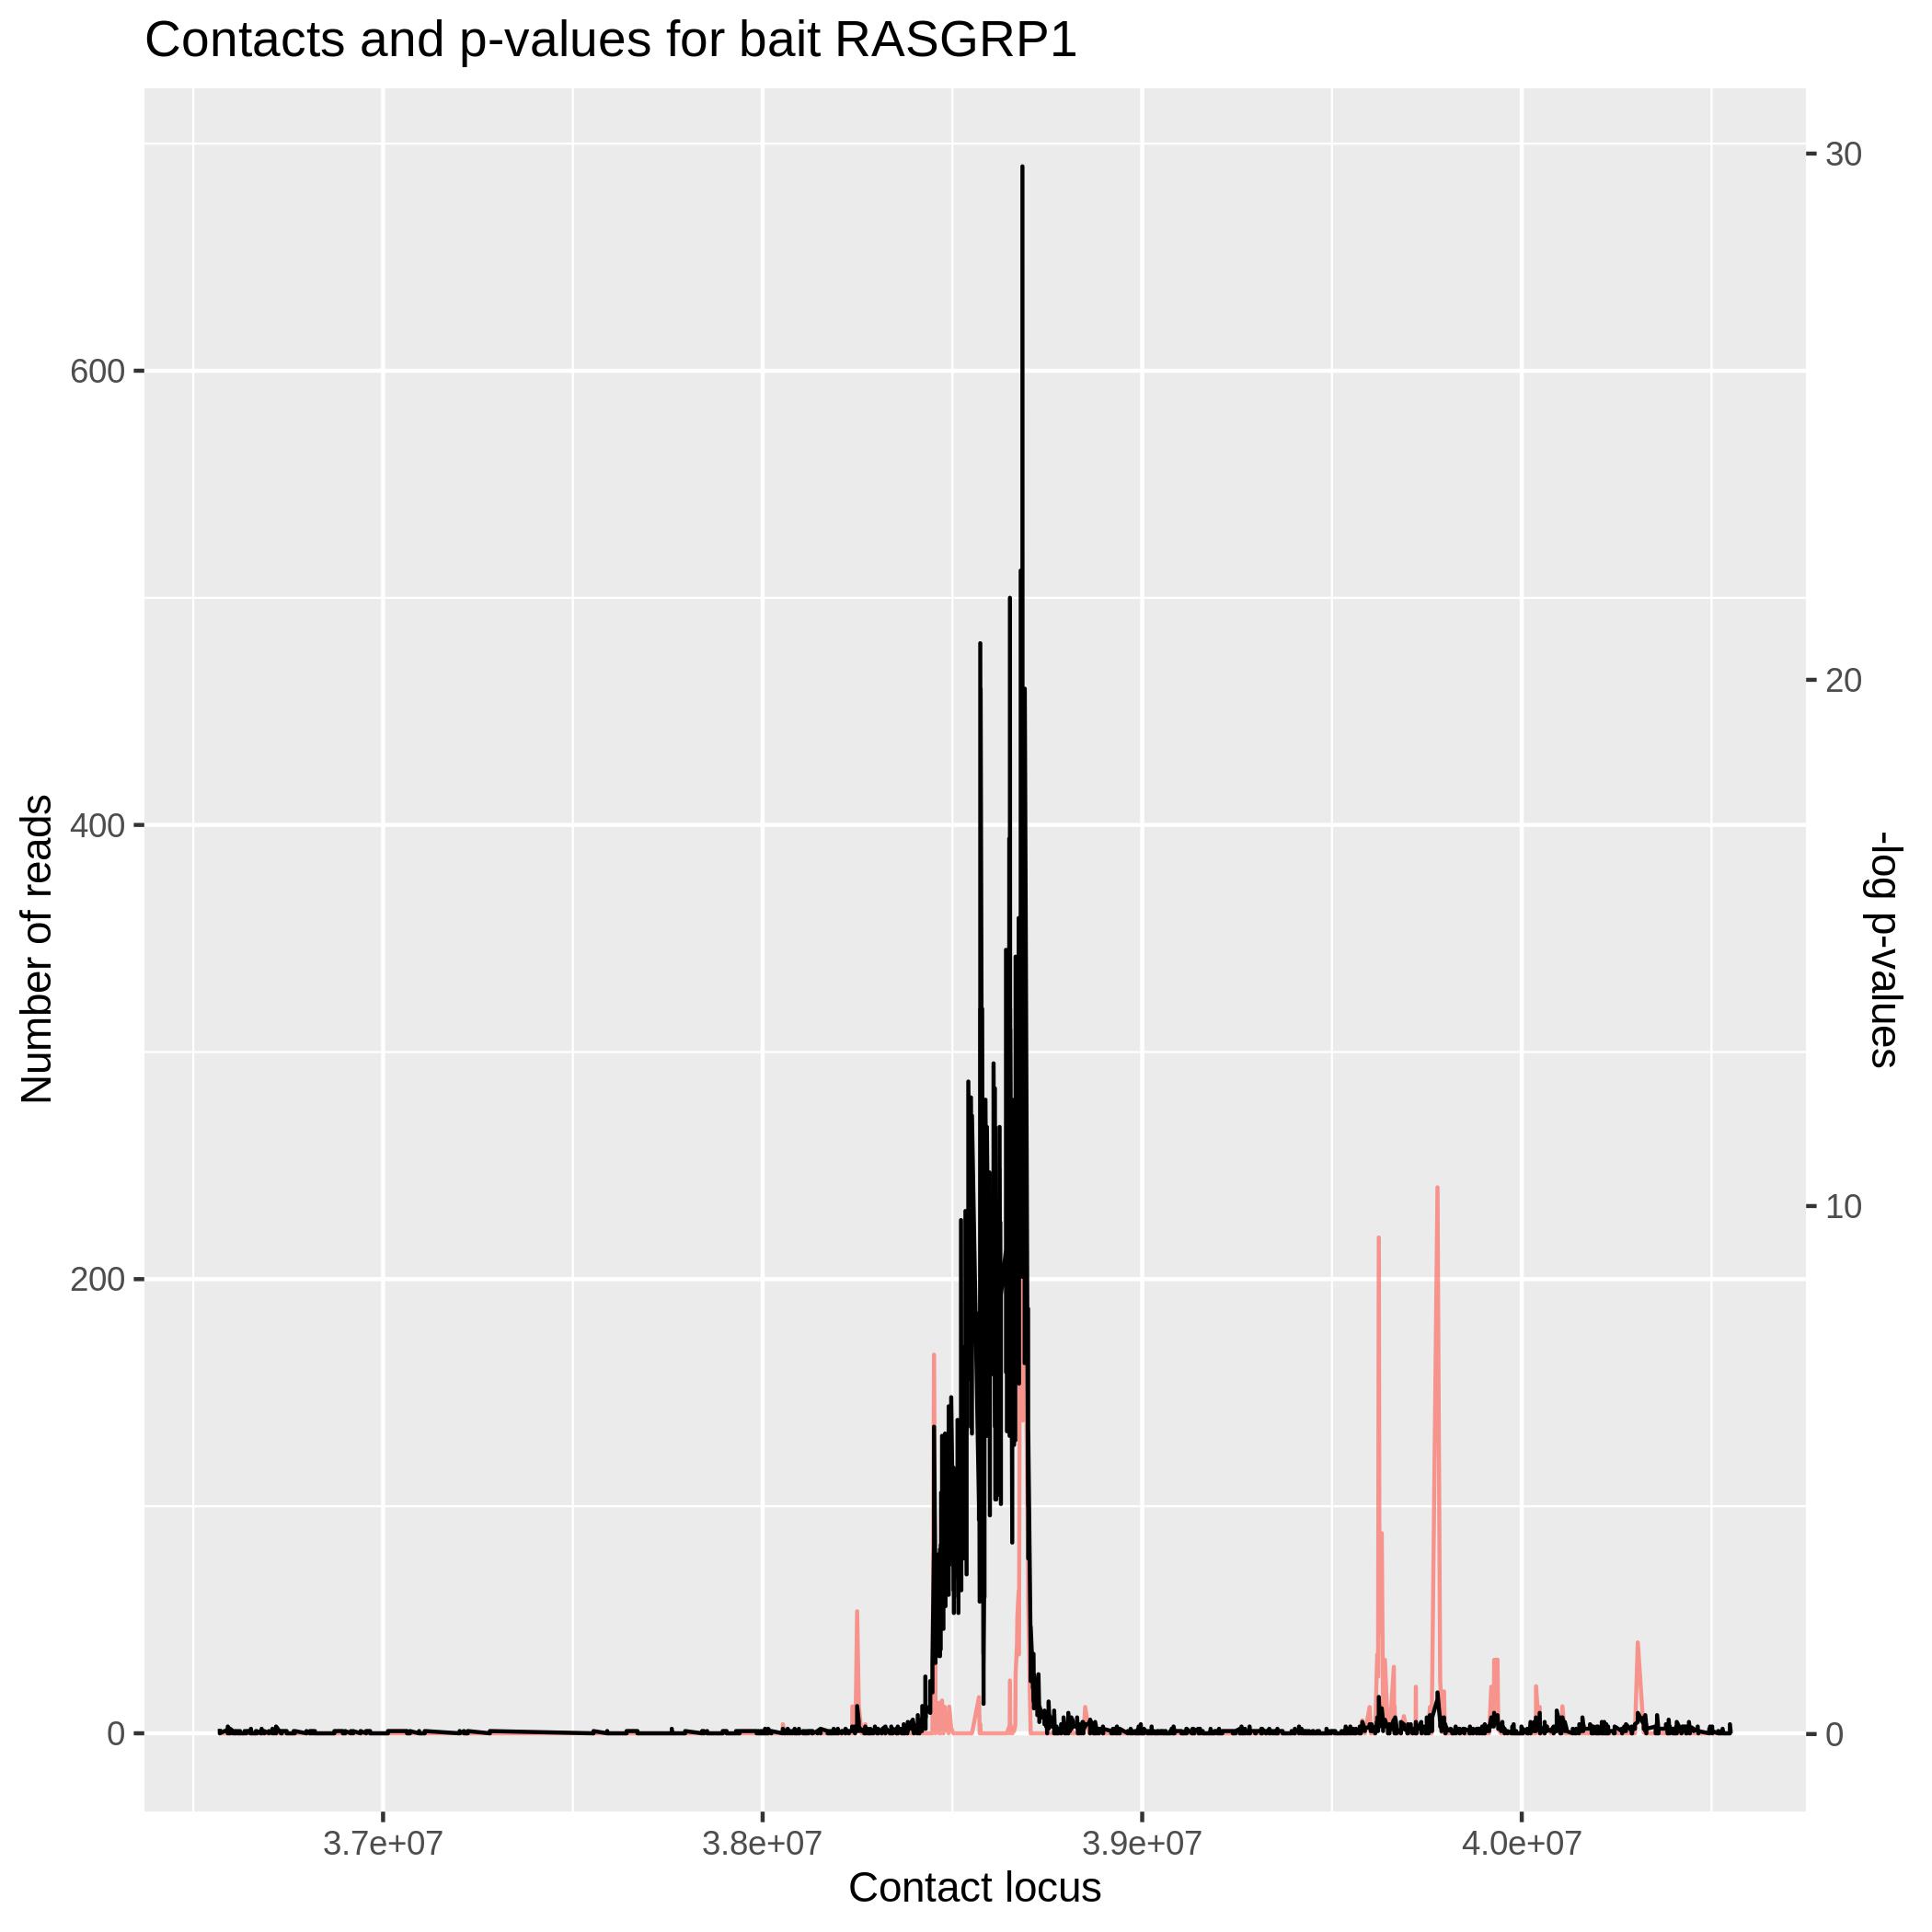 Contacts and p-values for bait RASGRP1
30
600
20
400
Number of reads
-log p-values
10
200
0
0
3.7e+07
3.8e+07
3.9e+07
4.0e+07
Contact locus